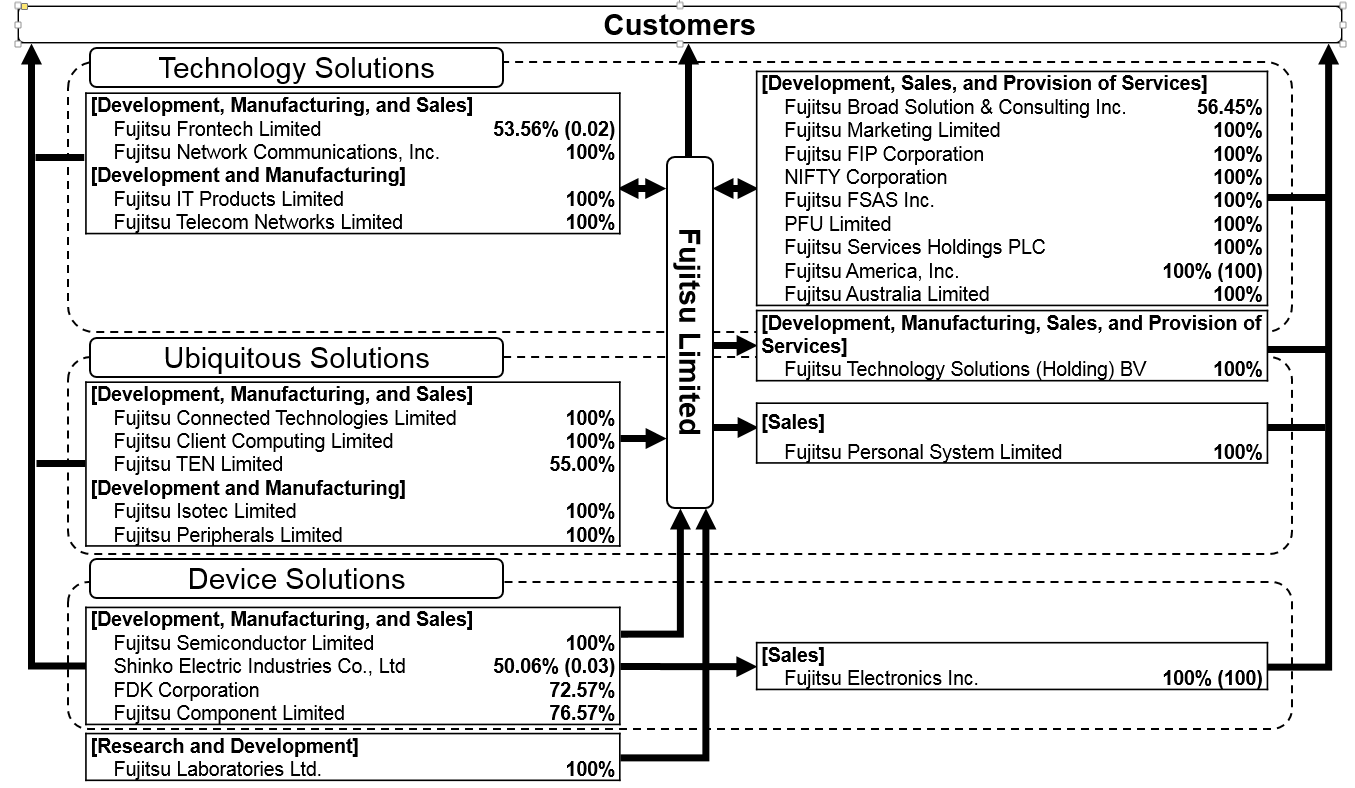 Customers
Technology Solutions
[Development, Manufacturing, and Sales]
Fujitsu Frontech Limited 53.56% (0.02)
Fujitsu Network Communications, Inc. 100%
[Development and Manufacturing]
Fujitsu IT Products Limited 100%
Fujitsu Telecom Networks Limited 100%
Fujitsu Limited
[Development, Sales, and Provision of Services]
Fujitsu Broad Solution & Consulting Inc. 56.45%
Fujitsu Marketing Limited 100%
Fujitsu FIP Corporation 100%
NIFTY Corporation 100%
Fujitsu FSAS Inc. 100%
PFU Limited 100%
Fujitsu Services Holdings PLC 100%
Fujitsu America, Inc. 100% (100)
Fujitsu Australia Limited 100%
[Development, Manufacturing, Sales, and Provision of
Services]
Fujitsu Technology Solutions (Holding) BV 100%
Ubiquitous Solutions
[Development, Manufacturing, and Sales]
Fujitsu Connected Technologies Limited 100%
Fujitsu Client Computing Limited 100%
Fujitsu TEN Limited 55.00%
[Development and Manufacturing]
Fujitsu Isotec Limited 100%
Fujitsu Peripherals Limited 100%
[Sales]
Fujitsu Personal System Limited 100%
Device Solutions
[Development, Manufacturing, and Sales]
Fujitsu Semiconductor Limited 100%
Shinko Electric Industries Co., Ltd 50.06% (0.03)
FDK Corporation 72.57%
Fujitsu Component Limited 76.57%
[Sales]
Fujitsu Electronics Inc. 100% (100)
[Research and Development]
Fujitsu Laboratories Ltd. 100%